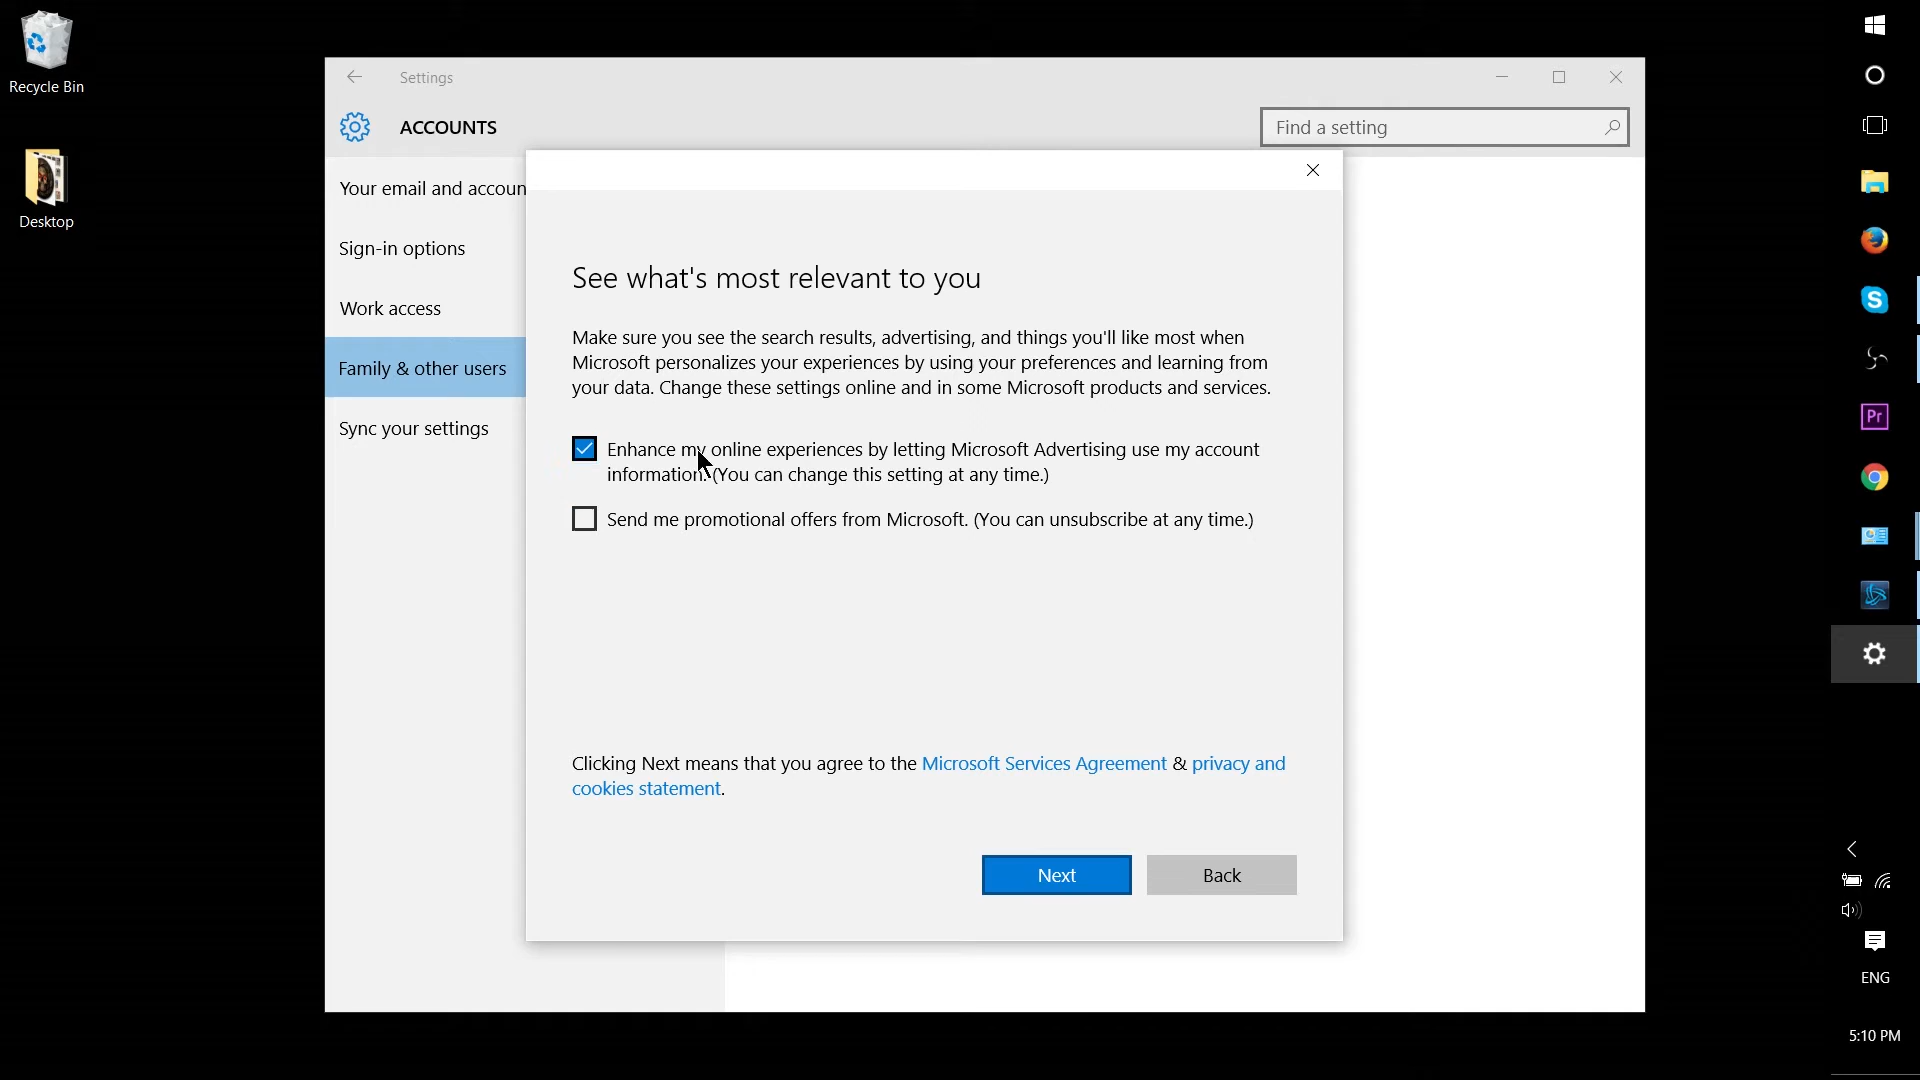 Recycle Bin
Desktop
Settings
ACCOUNTS
Find a setting
Your email and accoun
Sign-in options
Work access
Family & other users
Sync your settings
See what's most relevant to you
Make sure you see the search results, advertising, and things you'll like most when
Microsoft personalizes your experiences by using your preferences and learning from
your data. Change these settings online and in some Microsoft products and services.
Enhance my online experiences by letting Microsoft Advertising use my account
information. (You can change this setting at any time.)
Send me promotional offers from Microsoft. (You can unsubscribe at any time.)
Clicking Next means that you agree to the Microsoft Services Agreement & privacy and
cookies statement.
Next
Back
S
Pr
ENG
5:10 PM